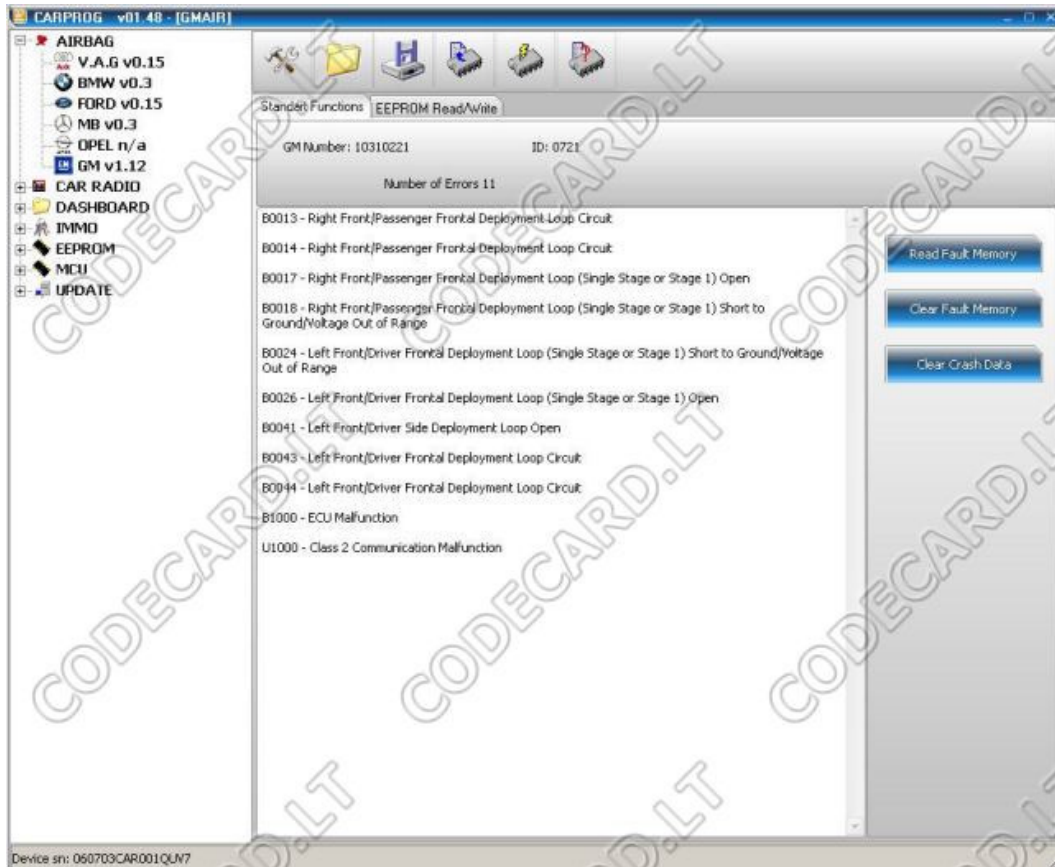 CARPROG v01.48 - [GMAIR]
AIRBAG
V.A.G v0.15
BMW v0.3
FORD v0.15
MB v0.3
OPEL n/a
GM v1.12
CAR RADIO
DASHBOARD
IMMO
EEPROM
MCU
UPDATE
Standart Functions
EEPROM Read/Write
GM Number: 10310221
ID: 0721
Number of Errors 11
B0013 - Right Front/Passenger Frontal Deployment Loop Circuit
B0014 - Right Front/Passenger Frontal Deployment Loop Circuit
B0017 - Right Front/Passenger Frontal Deployment Loop (Single Stage or Stage 1) Open
B0018 - Right Front/Passenger Frontal Deployment Loop (Single Stage or Stage 1) Short to
Ground/Voltage Out of Range
B0024 - Left Front/Driver Frontal Deployment Loop (Single Stage or Stage 1) Short to Ground/Voltage
Out of Range
B0026 - Left Front/Driver Frontal Deployment Loop (Single Stage or Stage 1) Open
B0041 - Left Front/Driver Side Deployment Loop Open
B0043 - Left Front/Driver Frontal Deployment Loop Circuit
B0044 - Left Front/Driver Frontal Deployment Loop Circuit
B1000 - ECU Malfunction
U1000 - Class 2 Communication Malfunction
Read Fault Memory
Clear Fault Memory
Clear Crash Data
Device sn: 060703CAR001QUV7
CODECARD.LT